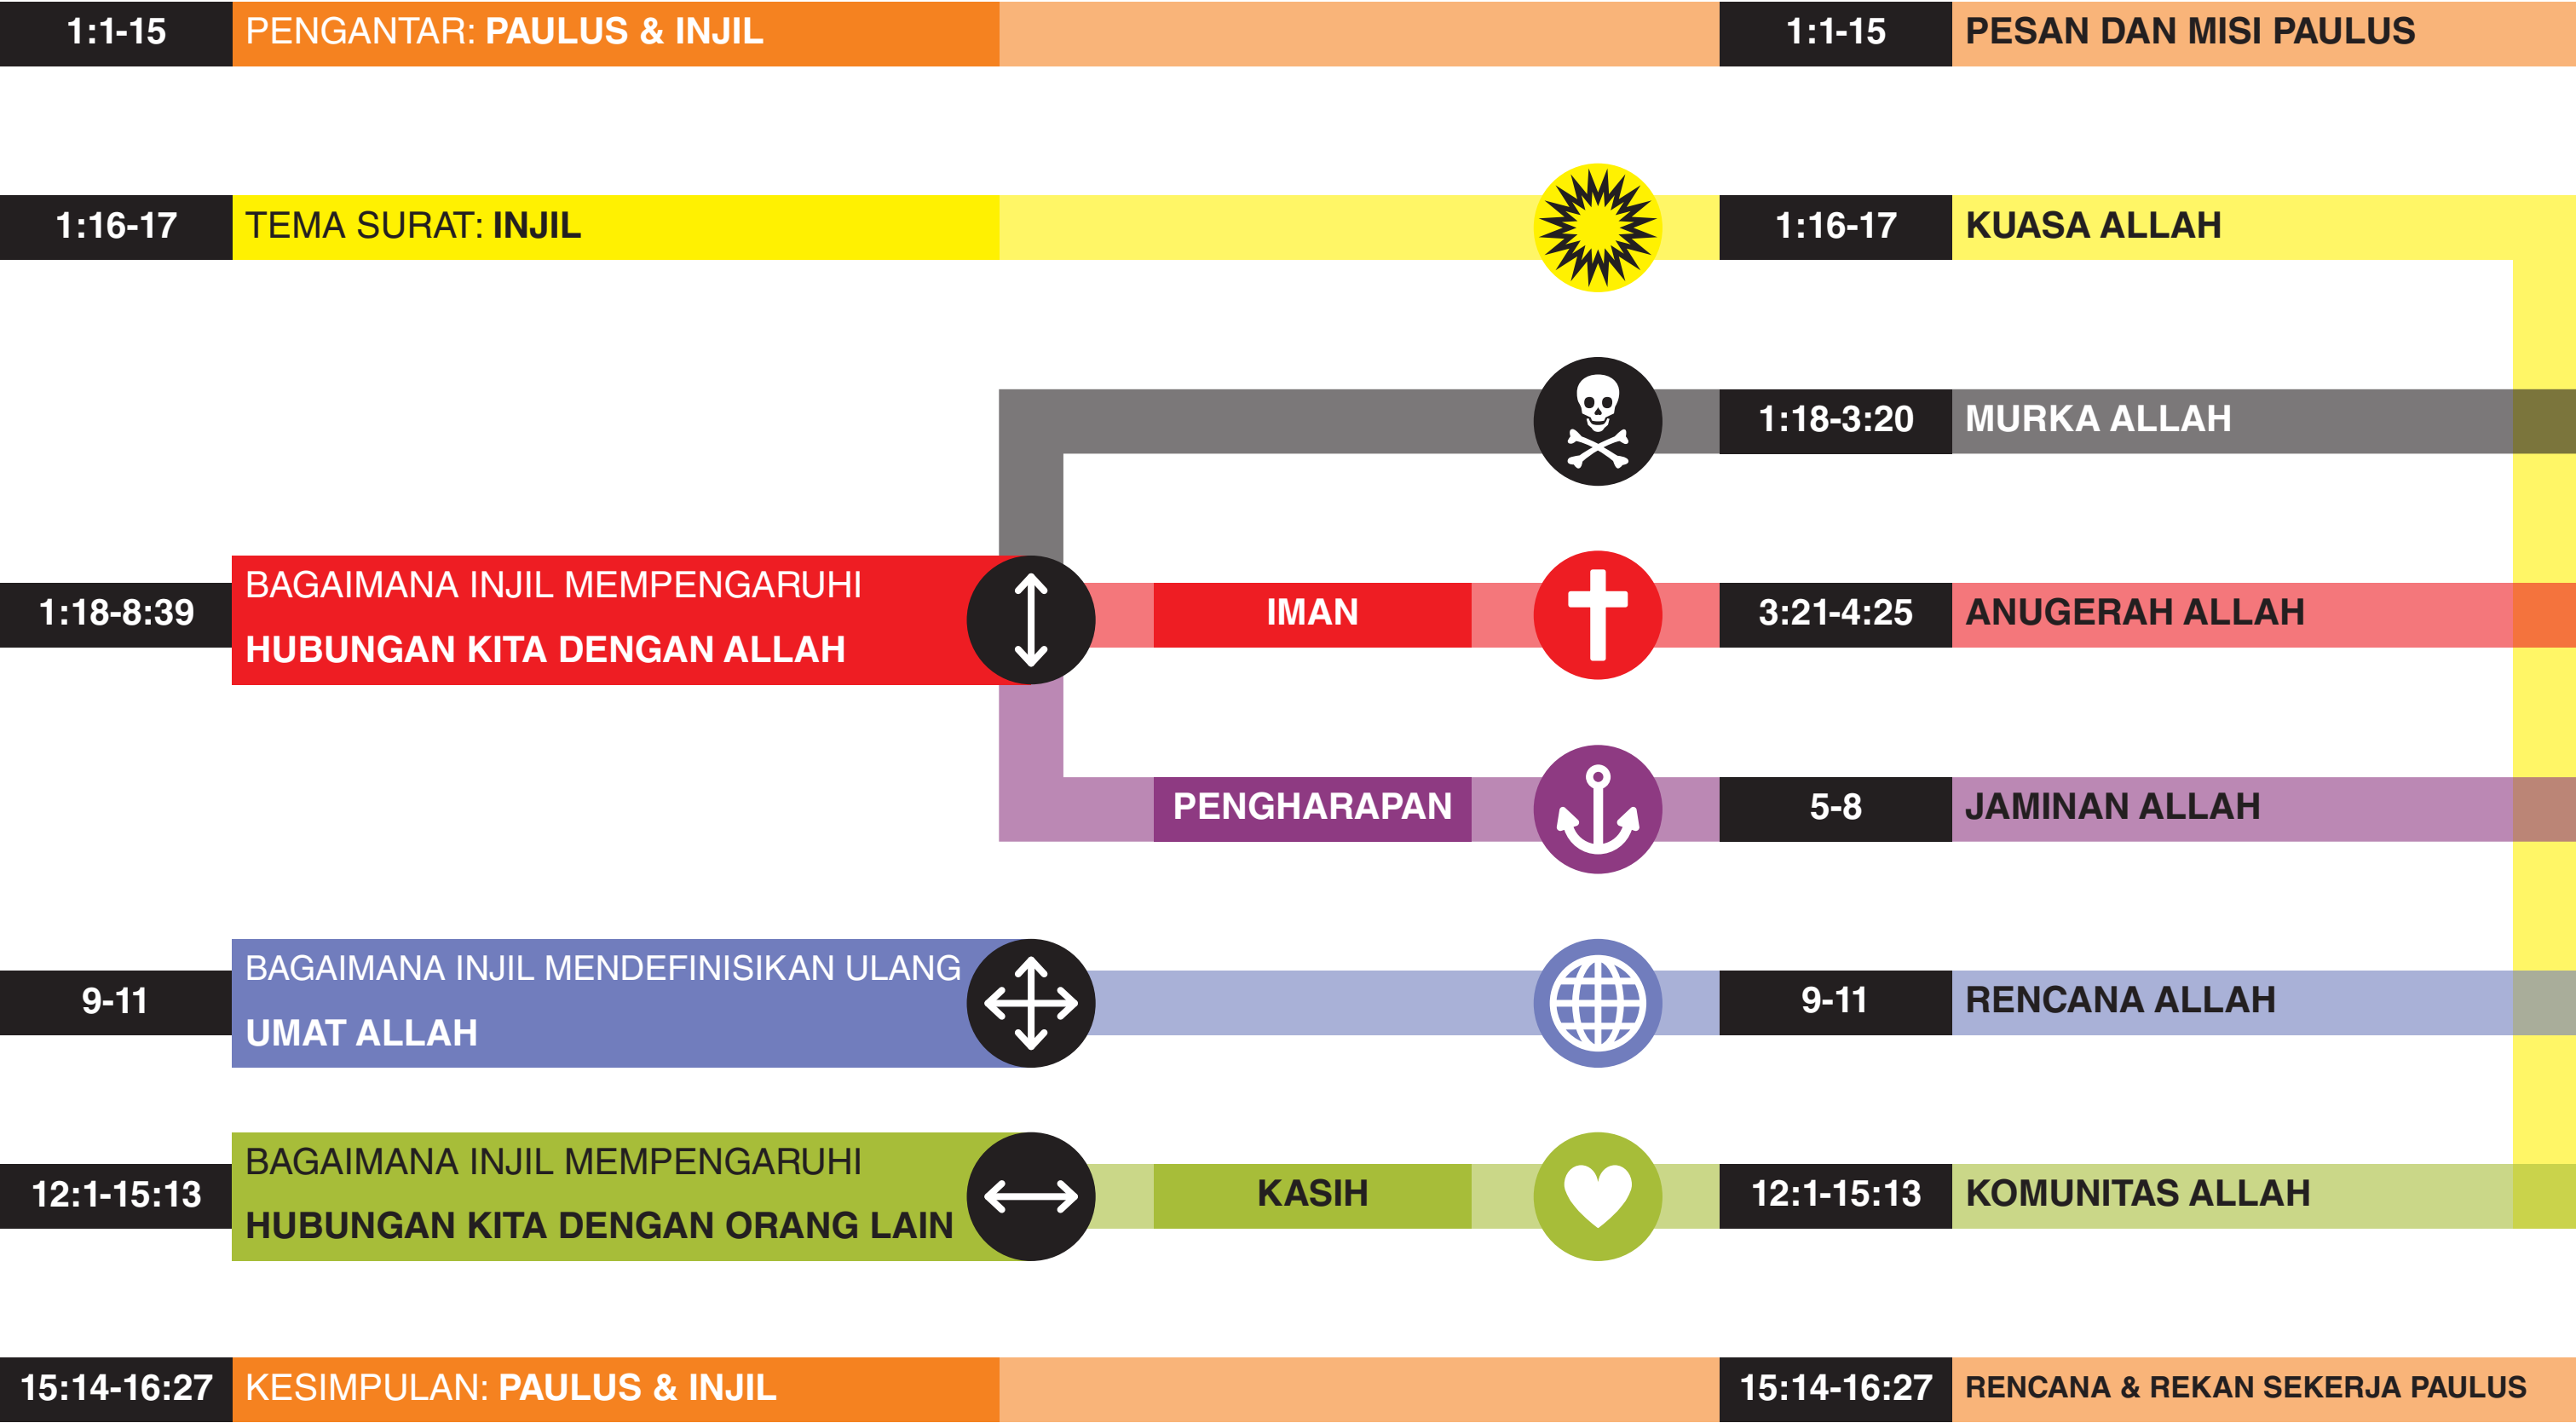 1:1-15 PENGANTAR: PAULUS & INJIL 1:1-15 PESAN DAN MISI PAULUS
1:16-17 TEMA SURAT: INJIL 1:16-17 KUASA ALLAH
1:18-3:20 MURKA ALLAH
BAGAIMANA INJIL MEMPENGARUHI
1:18-8:39 IMAN 3:21-4:25 ANUGERAH ALLAH
HUBUNGAN KITA DENGAN ALLAH
PENGHARAPAN 5-8 JAMINAN ALLAH
BAGAIMANA INJIL MENDEFINISIKAN ULANG
9-11 9-11 RENCANA ALLAH
UMAT ALLAH
BAGAIMANA INJIL MEMPENGARUHI
12:1-15:13 KASIH 12:1-15:13 KOMUNITAS ALLAH
HUBUNGAN KITA DENGAN ORANG LAIN
15:14-16:27 KESIMPULAN: PAULUS & INJIL 15:14-16:27 RENCANA & REKAN SEKERJA PAULUS